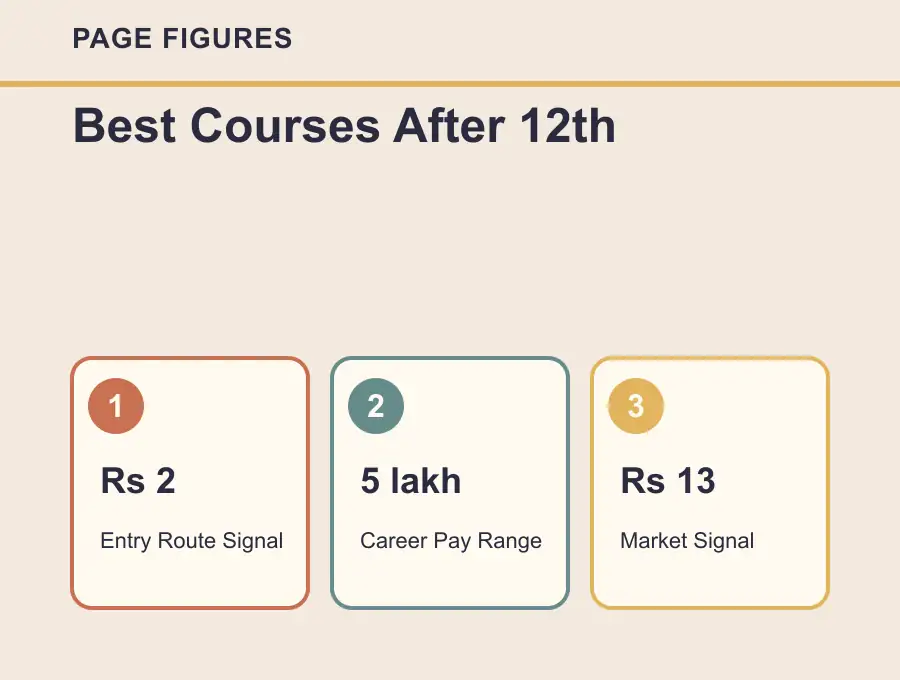 PAGE FIGURES
Best Courses After 12th
1
Rs 2
Entry Route Signal
2
5 lakh
Career Pay Range
3
Rs 13
Market Signal